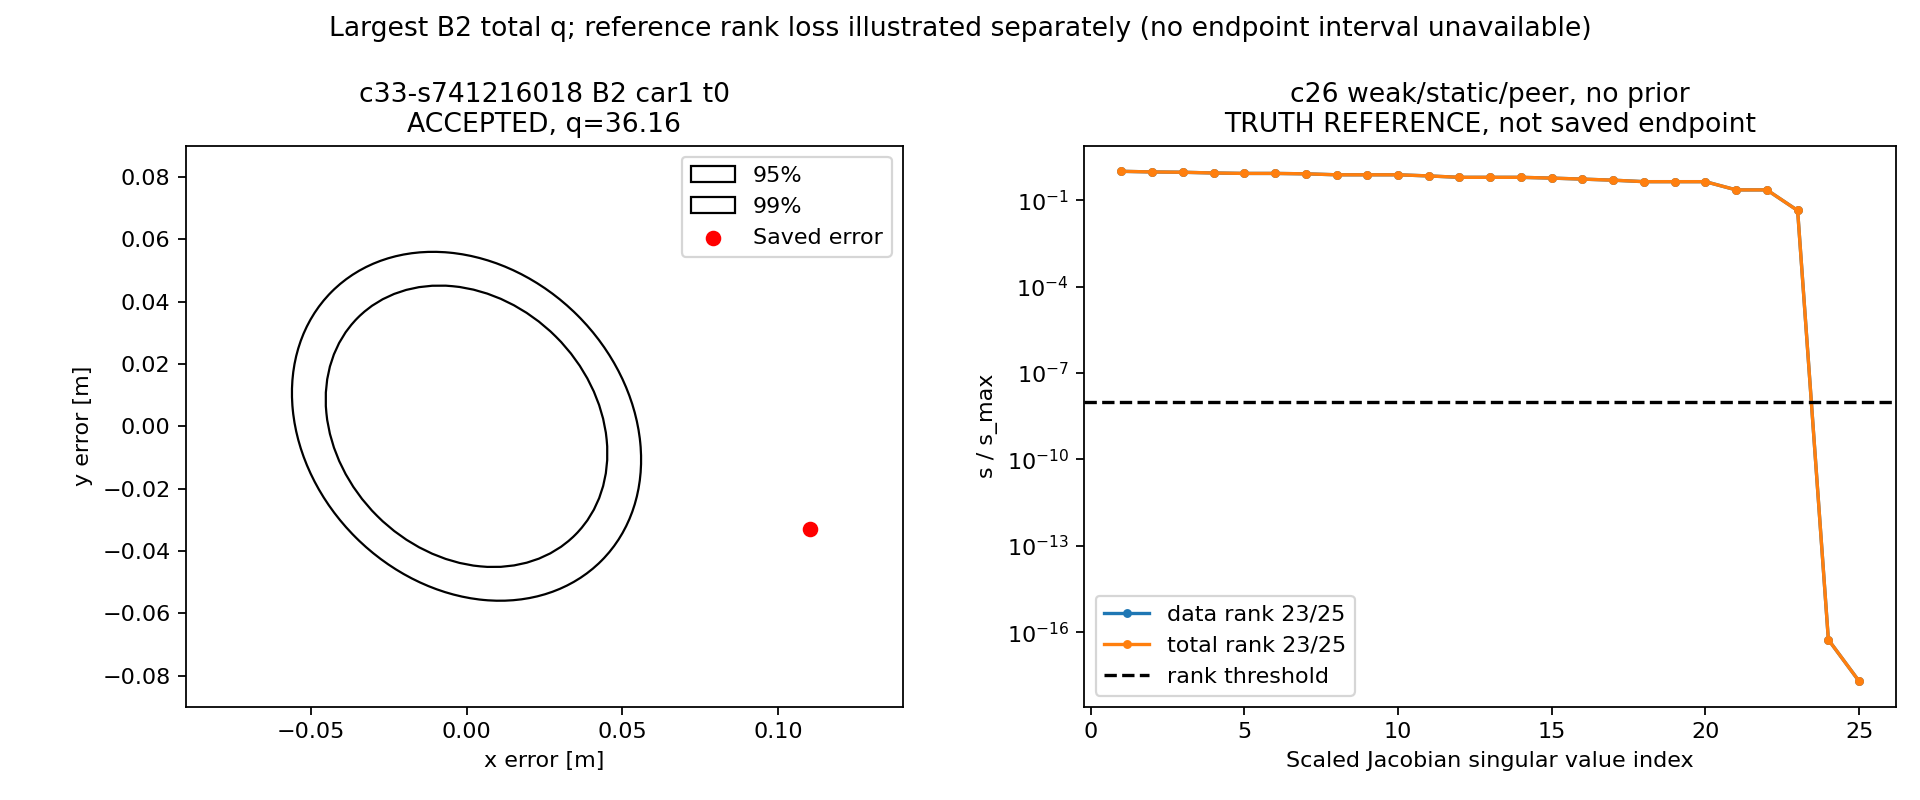 Largest B2 total q; reference rank loss illustrated separately (no endpoint interval unavailable)
c33-s741216018 B2 car1 t0
ACCEPTED, q=36.16
95%
99%
Saved error
0.08
0.06
0.04
0.02
0.00
−0.02
−0.04
−0.06
−0.08
y error [m]
−0.05
0.00
0.05
0.10
x error [m]
c26 weak/static/peer, no prior
TRUTH REFERENCE, not saved endpoint
10⁻¹
10⁻⁴
10⁻⁷
10⁻¹⁰
10⁻¹³
10⁻¹⁶
s / s_max
data rank 23/25
total rank 23/25
rank threshold
0
5
10
15
20
25
Scaled Jacobian singular value index